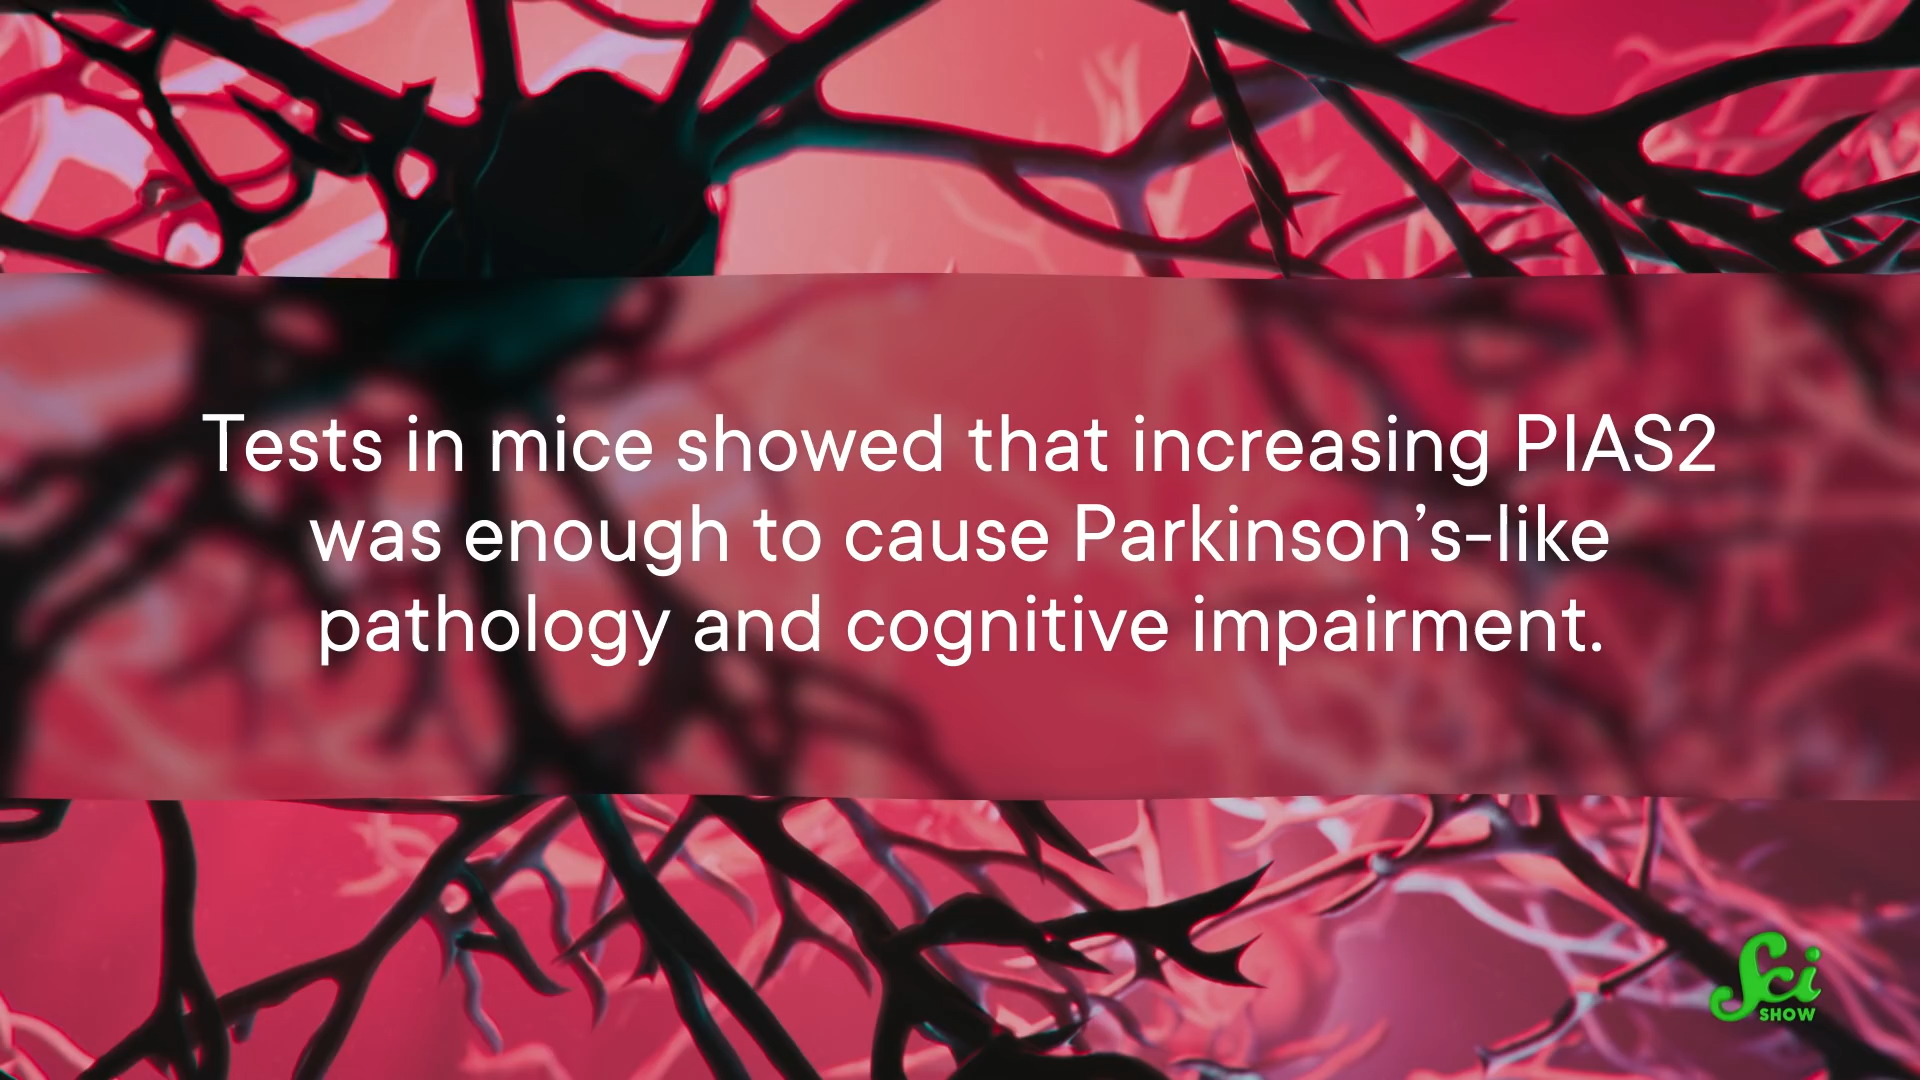 Tests in mice showed that increasing PIAS2
was enough to cause Parkinson’s-like
pathology and cognitive impairment.
Sci
SHOW